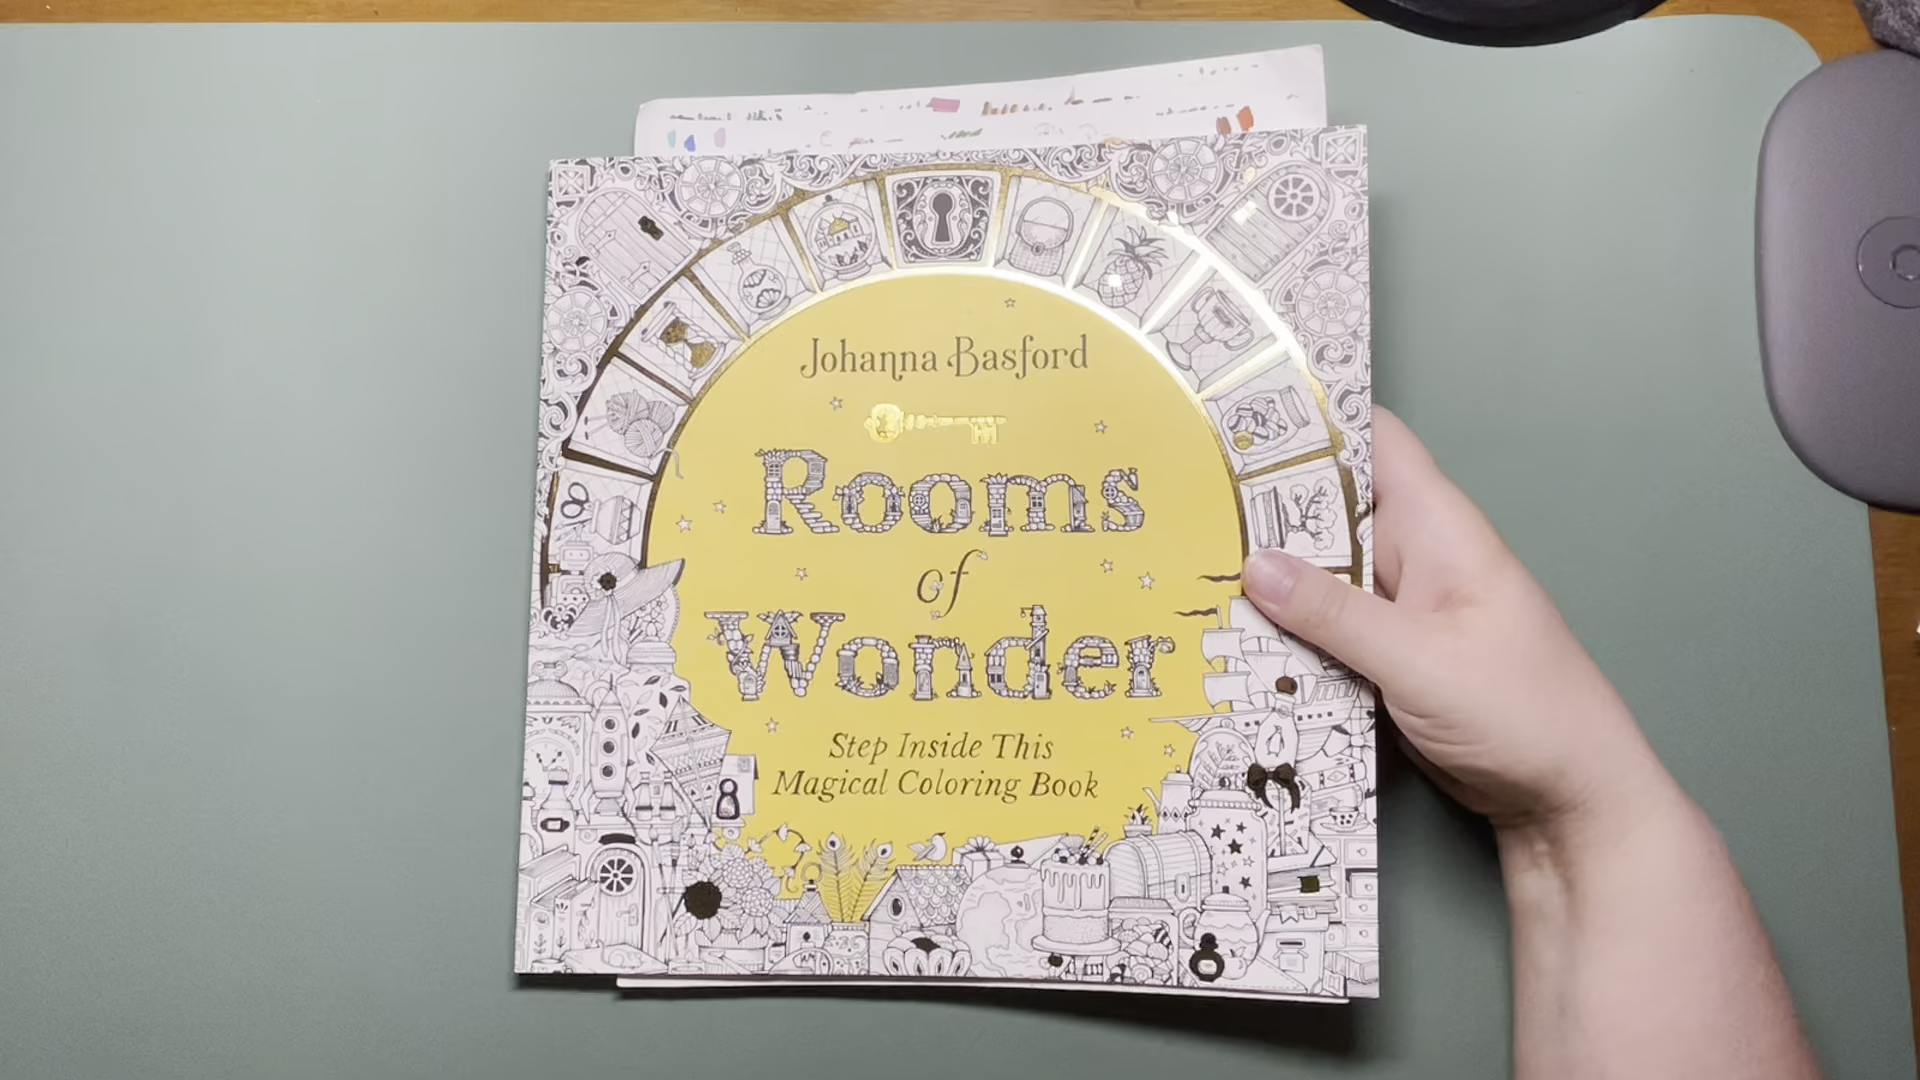 Johanna Basford
Rooms
of
Wonder
Step Inside This
Magical Coloring Book